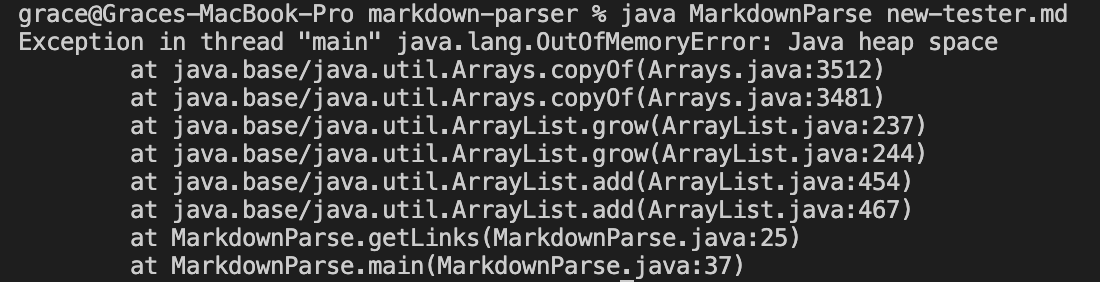 grace@Graces-MacBook-Pro markdown-parser % java MarkdownParse new-tester.md
Exception in thread "main" java.lang.OutOfMemoryError: Java heap space
        at java.base/java.util.Arrays.copyOf(Arrays.java:3512)
        at java.base/java.util.Arrays.copyOf(Arrays.java:3481)
        at java.base/java.util.ArrayList.grow(ArrayList.java:237)
        at java.base/java.util.ArrayList.grow(ArrayList.java:244)
        at java.base/java.util.ArrayList.add(ArrayList.java:454)
        at java.base/java.util.ArrayList.add(ArrayList.java:467)
        at MarkdownParse.getLinks(MarkdownParse.java:25)
        at MarkdownParse.main(MarkdownParse.java:37)